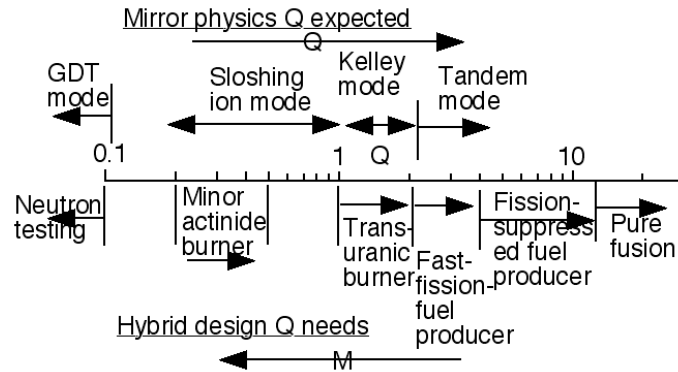 Mirror physics Q expected
Q
GDT
mode
Sloshing
ion mode
Kelley
mode
Tandem
mode
0.1
1
Q
10
Neutron
testing
Minor
actinide
burner
Trans-
uranic
burner
Fast-
fission-
fuel
producer
Fission-
suppress
ed fuel
producer
Pure
fusion
Hybrid design Q needs
M